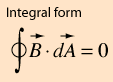 Integral form
∮B⃗ · dA⃗ = 0